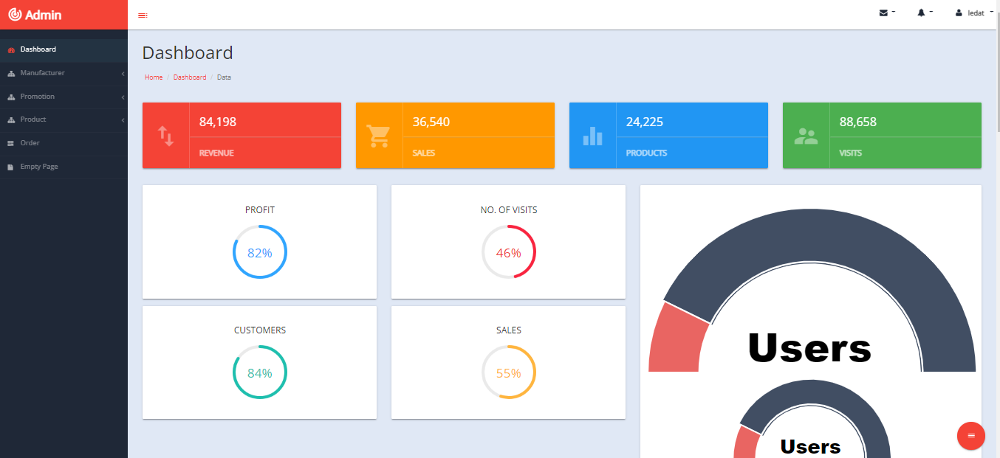 Admin
ledat
Dashboard
Manufacturer
Promotion
Product
Order
Empty Page
Dashboard
Home / Dashboard / Data
84,198
REVENUE
36,540
SALES
24,225
PRODUCTS
88,658
VISITS
PROFIT
82%
NO. OF VISITS
46%
CUSTOMERS
84%
SALES
55%
Users
Users